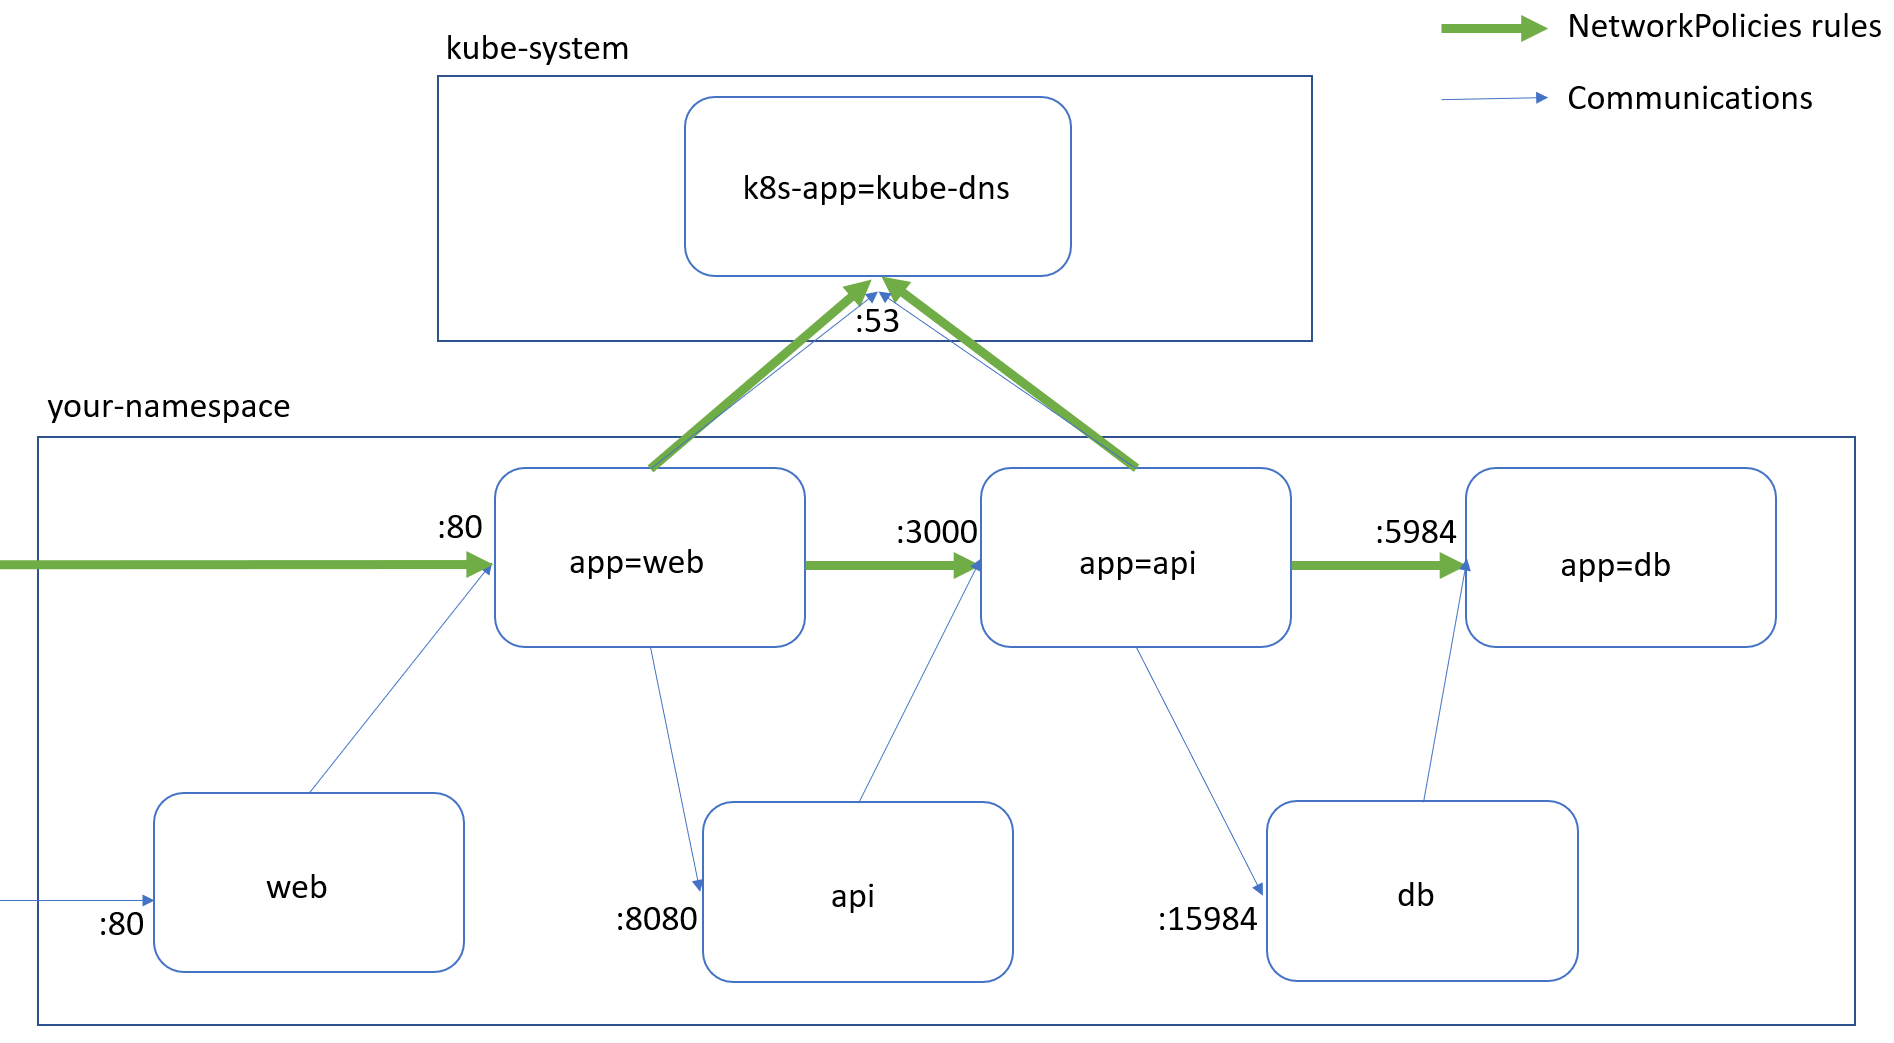 NetworkPolicies rules
kube-system
Communications
k8s-app=kube-dns
:53
your-namespace
:80
:3000
:5984
app=web
app=api
app=db
web
api
db
:80
:8080
:15984